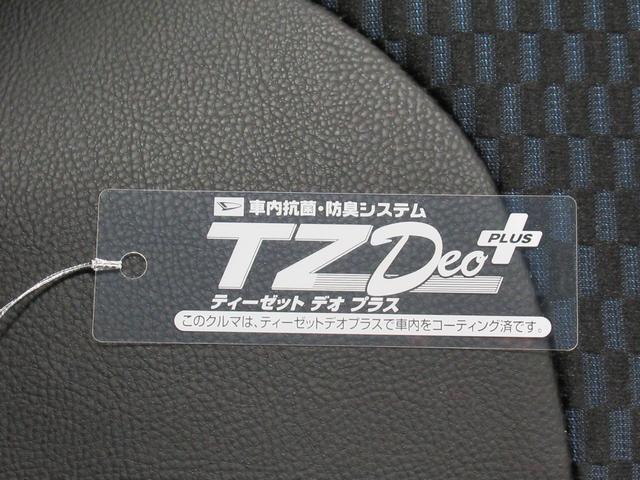 車内抗菌・防臭システム
TZDeo PLUS
ティーゼット デオ プラス
このクルマは、ティーゼットデオプラスで車内をコーティング済です。